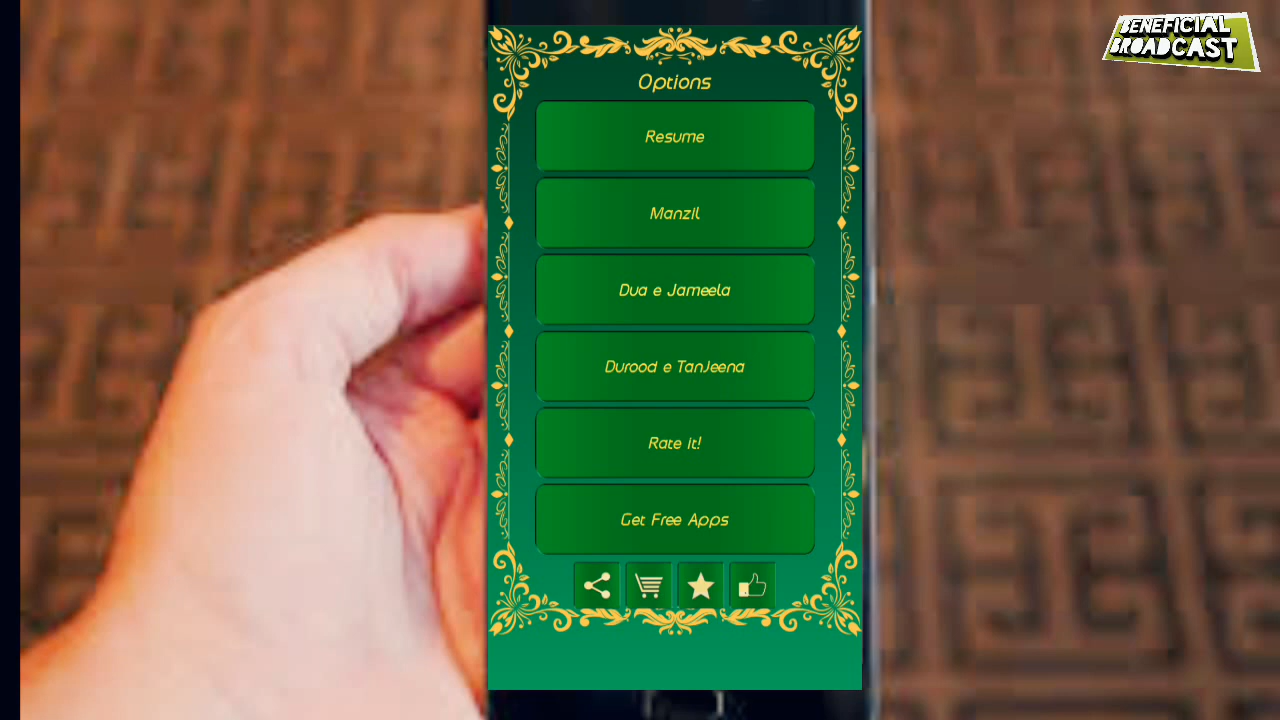 BENEFICIAL
BROADCAST
Options
Resume
Manzil
Dua e Jameela
Durood e TanJeena
Rate it!
Get Free Apps